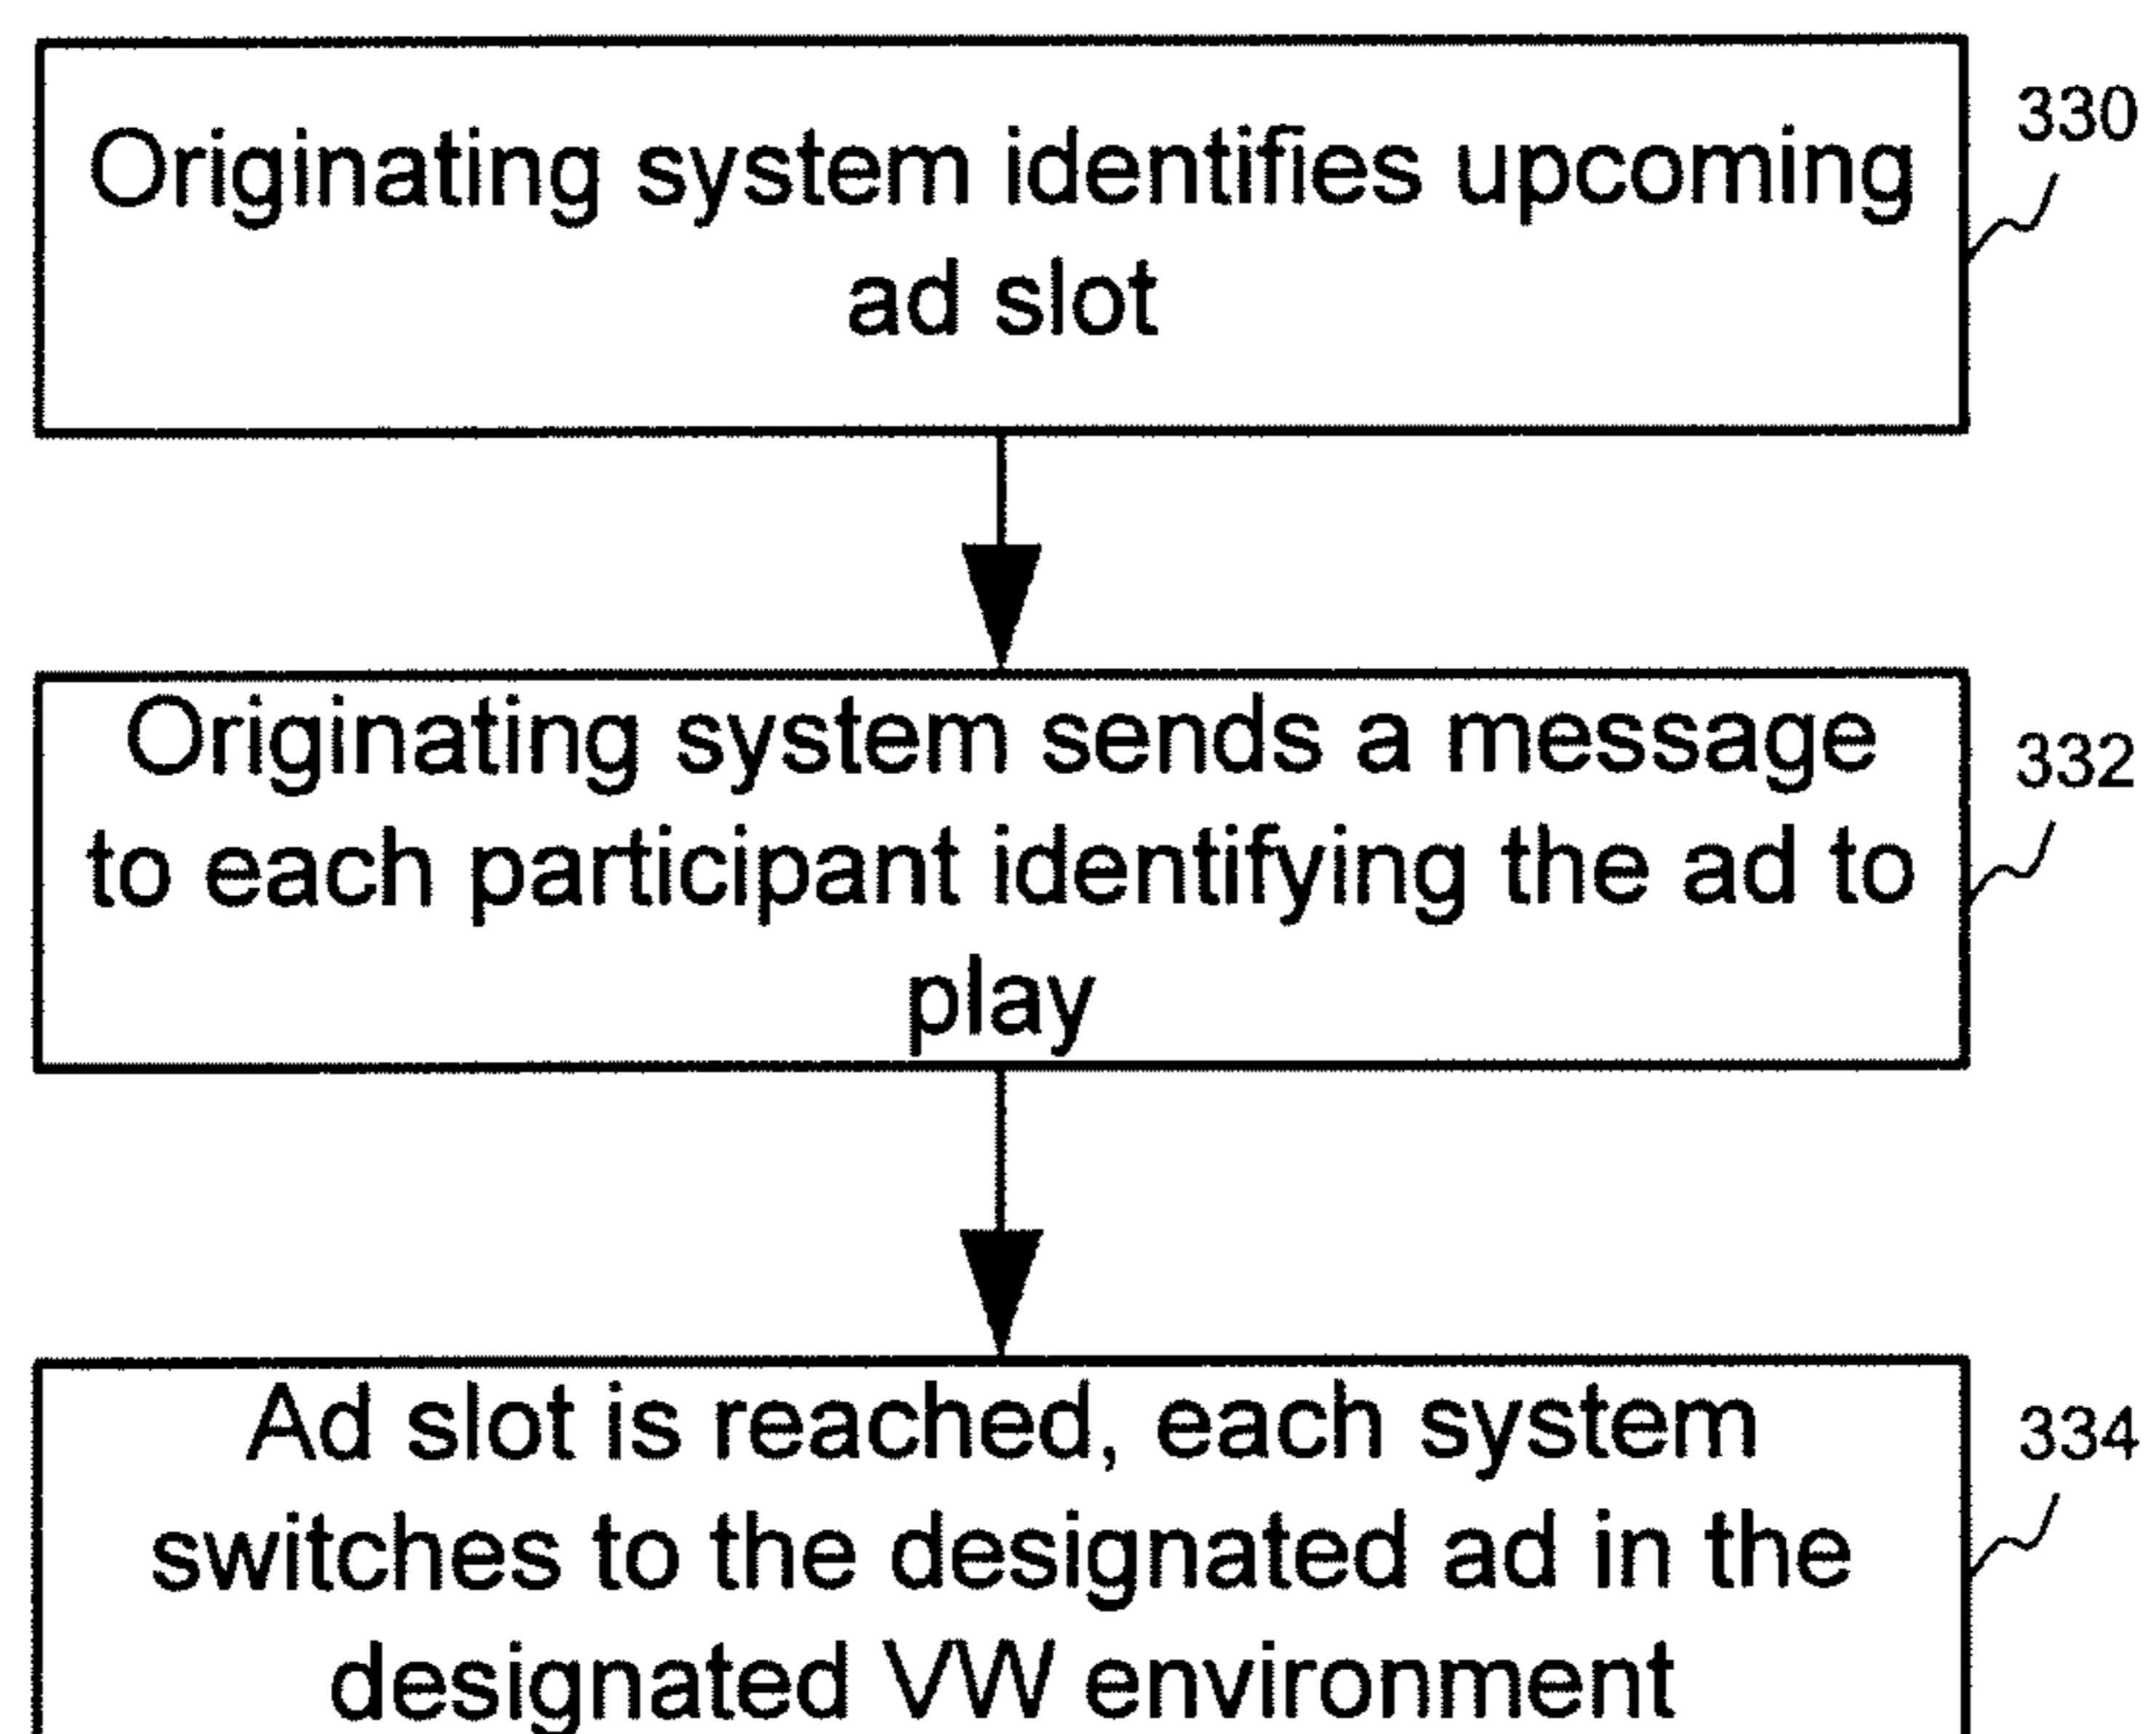 Originating system identifies upcoming
ad slot
330
Originating system sends a message
to each participant identifying the ad to
play
332
Ad slot is reached, each system
switches to the designated ad in the
designated VW environment
334